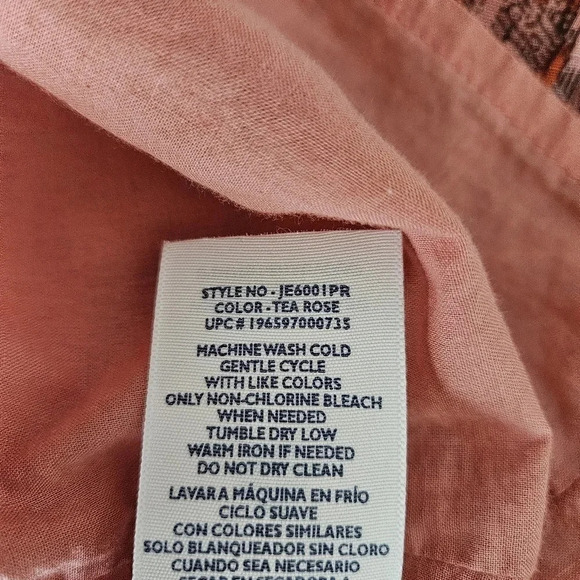 STYLE NO - JE6001PR
COLOR - TEA ROSE
UPC # 196597000735
MACHINE WASH COLD
GENTLE CYCLE
WITH LIKE COLORS
ONLY NON-CHLORINE BLEACH
WHEN NEEDED
TUMBLE DRY LOW
WARM IRON IF NEEDED
DO NOT DRY CLEAN
LAVAR A MÁQUINA EN FRÍO
CICLO SUAVE
CON COLORES SIMILARES
SOLO BLANQUEADOR SIN CLORO
CUANDO SEA NECESARIO